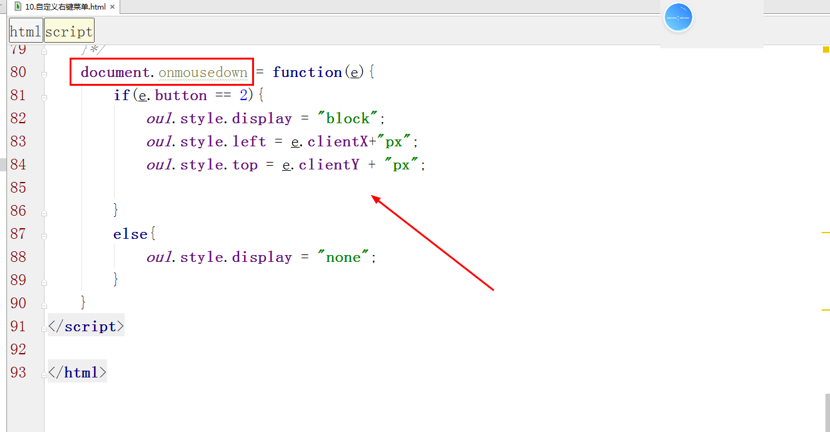 10.自定义右键菜单.html
html script
79 }*/
80 document.onmousedown = function(e){
81 if(e.button == 2){
82 oul.style.display = "block";
83 oul.style.left = e.clientX+"px";
84 oul.style.top = e.clientY + "px";
85
86 }
87 else{
88 oul.style.display = "none";
89 }
90 }
91 </script>
92
93 </html>